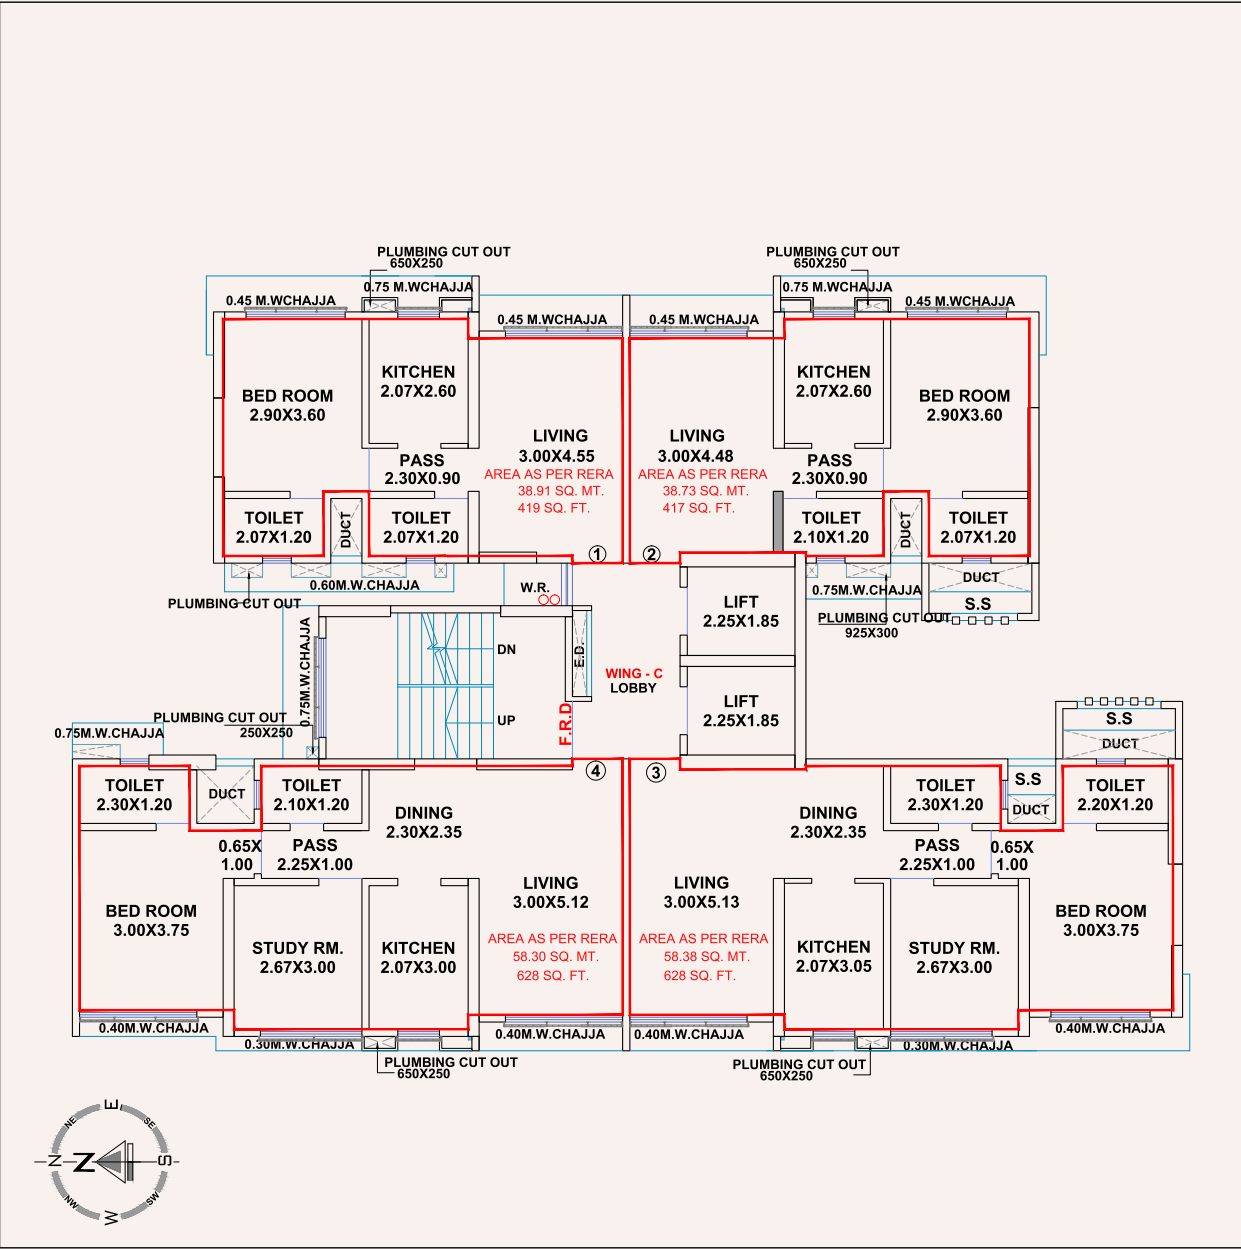 PLUMBING CUT OUT
650X250
PLUMBING CUT OUT
650X250
0.75 M.WCHAJJA
0.75 M.WCHAJJA
0.45 M.WCHAJJA
0.45 M.WCHAJJA
0.45 M.WCHAJJA
0.45 M.WCHAJJA
BED ROOM
2.90X3.60
KITCHEN
2.07X2.60
LIVING
3.00X4.55
AREA AS PER RERA
38.91 SQ. MT.
419 SQ. FT.
LIVING
3.00X4.48
AREA AS PER RERA
38.73 SQ. MT.
417 SQ. FT.
KITCHEN
2.07X2.60
BED ROOM
2.90X3.60
PASS
2.30X0.90
PASS
2.30X0.90
TOILET
2.07X1.20
DUCT
TOILET
2.07X1.20
1
2
TOILET
2.10X1.20
DUCT
TOILET
2.07X1.20
0.60M.W.CHAJJA
PLUMBING CUT OUT
W.R.
0.75M.W.CHAJJA
PLUMBING CUT OUT
925X300
DUCT
S.S
LIFT
2.25X1.85
LIFT
2.25X1.85
DN
UP
E.D.
F.R.D
WING - C
LOBBY
0.75M.W.CHAJJA
PLUMBING CUT OUT
250X250
0.75M.W.CHAJJA
S.S
DUCT
4
3
TOILET
2.30X1.20
DUCT
TOILET
2.10X1.20
DINING
2.30X2.35
DINING
2.30X2.35
TOILET
2.30X1.20
S.S
DUCT
TOILET
2.20X1.20
0.65X
1.00
PASS
2.25X1.00
PASS
2.25X1.00
0.65X
1.00
BED ROOM
3.00X3.75
STUDY RM.
2.67X3.00
KITCHEN
2.07X3.00
LIVING
3.00X5.12
AREA AS PER RERA
58.30 SQ. MT.
628 SQ. FT.
LIVING
3.00X5.13
AREA AS PER RERA
58.38 SQ. MT.
628 SQ. FT.
KITCHEN
2.07X3.05
STUDY RM.
2.67X3.00
BED ROOM
3.00X3.75
0.40M.W.CHAJJA
0.30M.W.CHAJJA
0.40M.W.CHAJJA
0.40M.W.CHAJJA
0.30M.W.CHAJJA
0.40M.W.CHAJJA
PLUMBING CUT OUT
650X250
PLUMBING CUT OUT
650X250
E
NE
SE
N
N
S
NW
SW
W